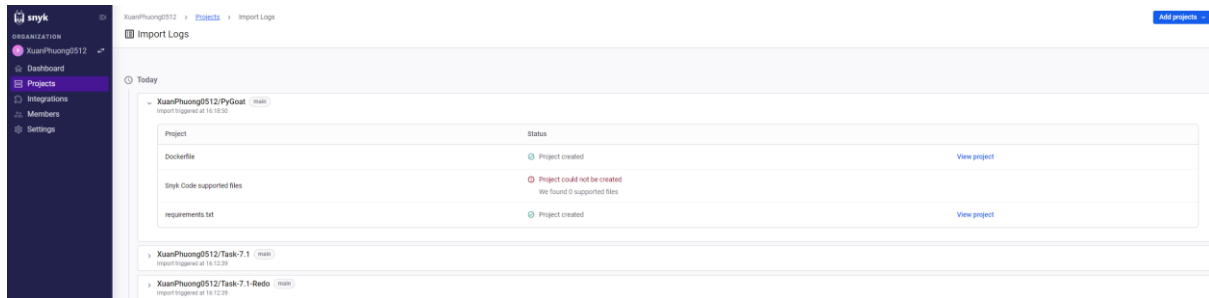 snyk
XuanPhuong0512 > Projects > Import Logs
Add projects
Import Logs
ORGANIZATION
XuanPhuong0512
Dashboard
Projects
Integrations
Members
Settings
Today
XuanPhuong0512/PyGoat main
Import triggered at 16:18:50
Project Status
Dockerfile Project created View project
Snyk Code supported files Project could not be created
We found 0 supported files
requirements.txt Project created View project
XuanPhuong0512/Task-7.1 main
Import triggered at 16:12:39
XuanPhuong0512/Task-7.1-Redo main
Import triggered at 16:12:39